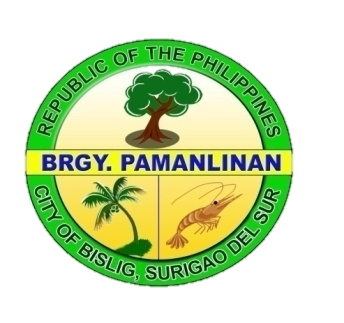 REPUBLIC OF THE PHILIPPINES
BRGY. PAMANLINAN
CITY OF BISLIG, SURIGAO DEL SUR